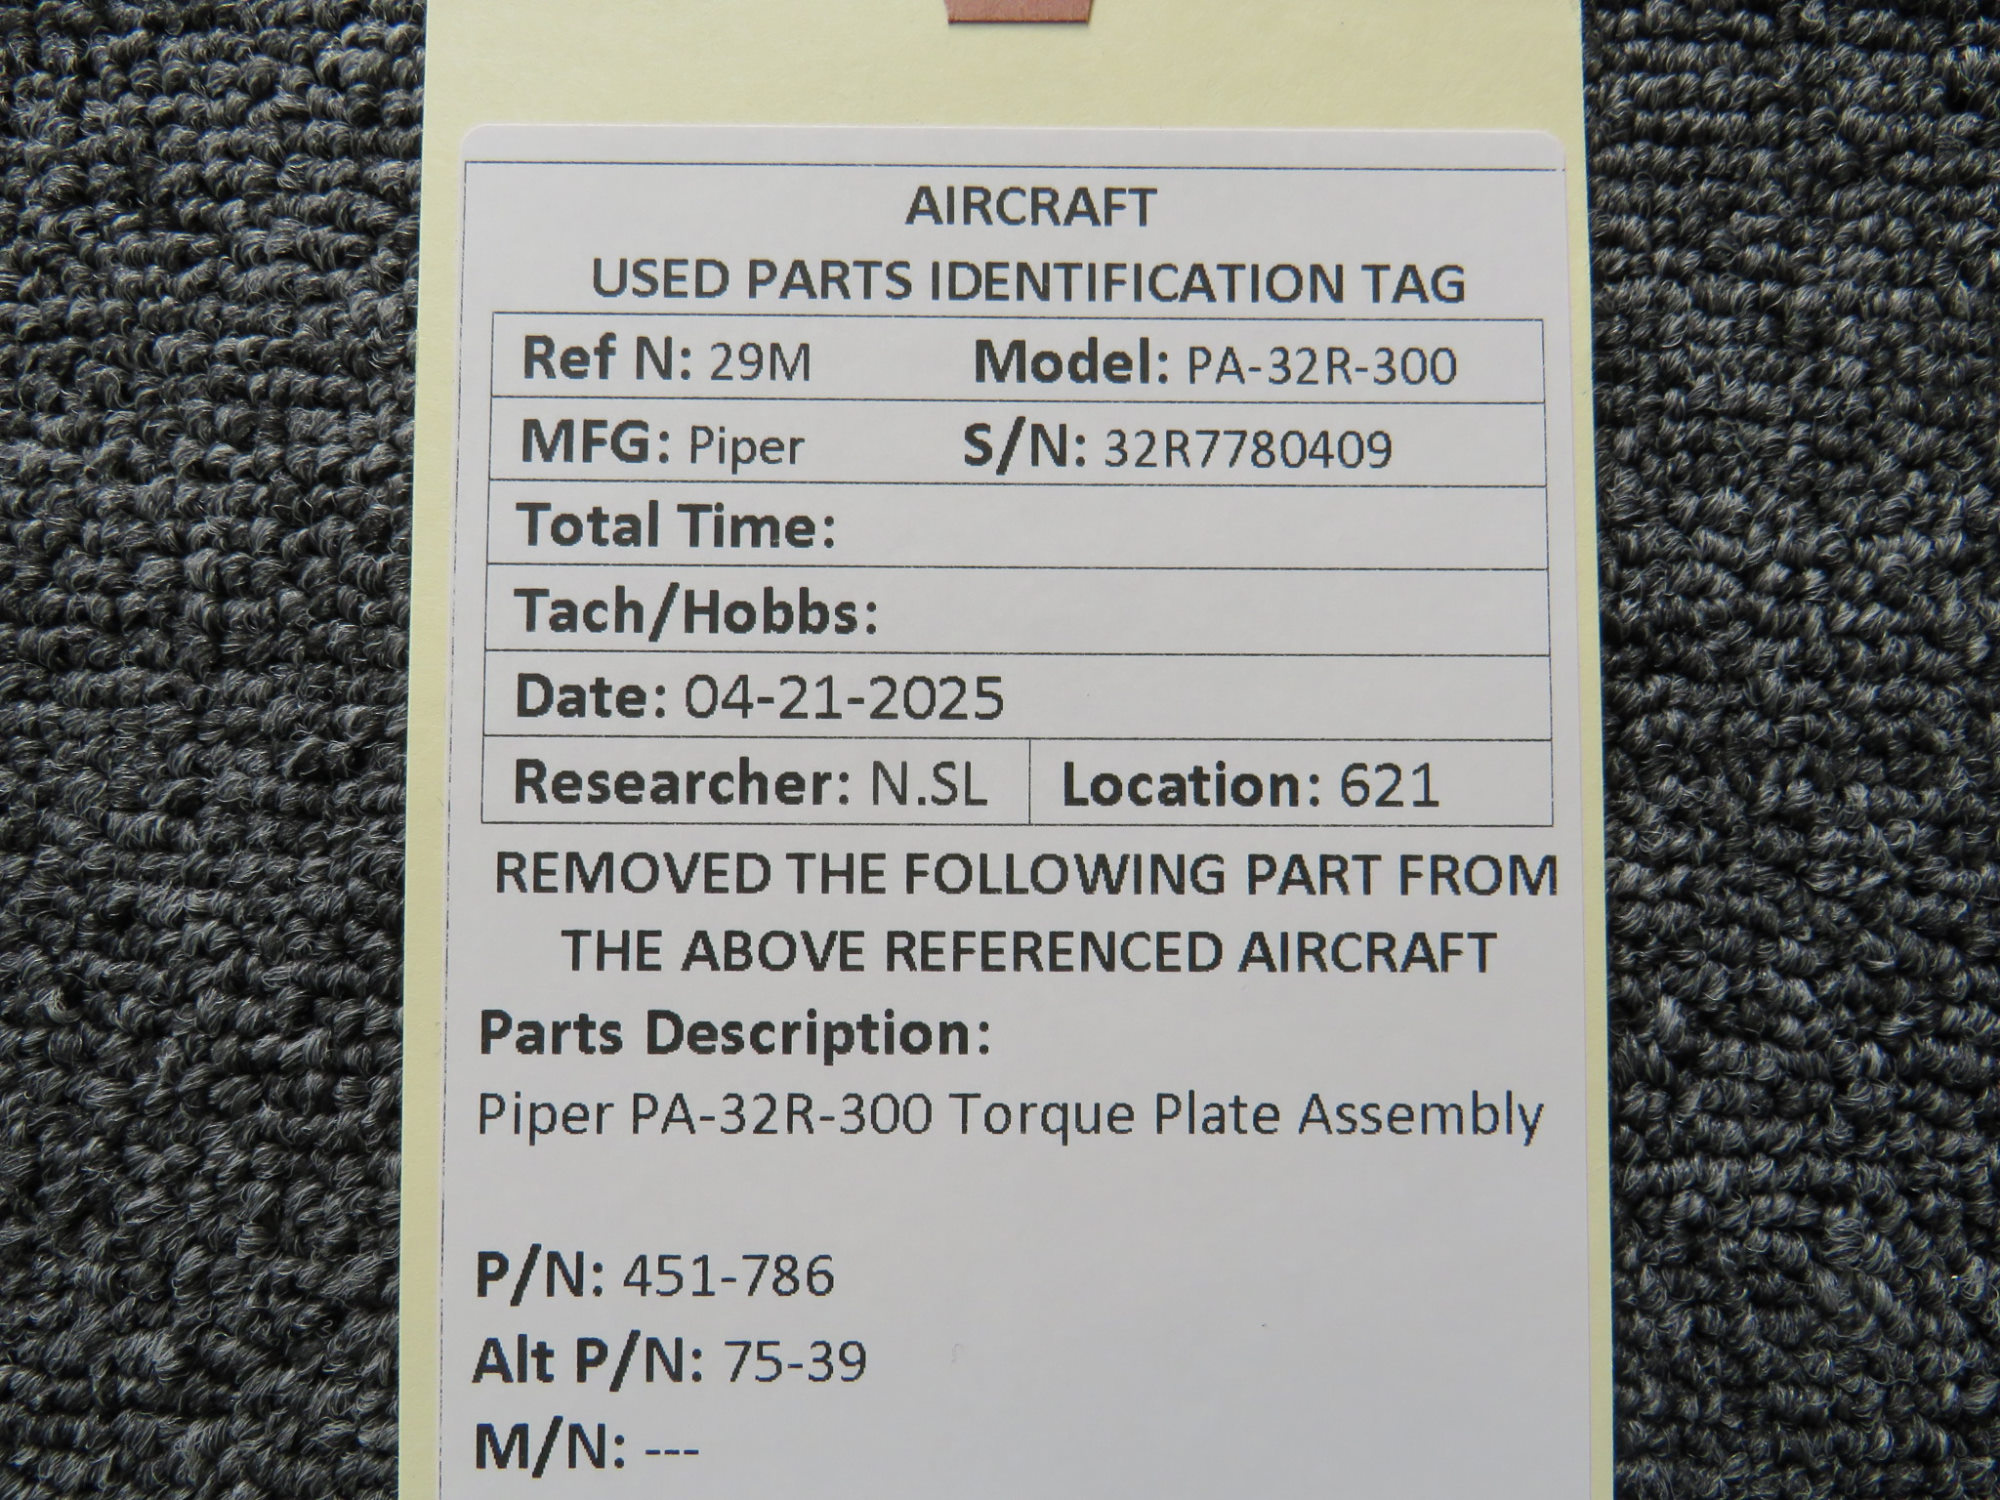 AIRCRAFT
USED PARTS IDENTIFICATION TAG
Ref N: 29M Model: PA-32R-300
MFG: Piper S/N: 32R7780409
Total Time:
Tach/Hobbs:
Date: 04-21-2025
Researcher: N.SL Location: 621
REMOVED THE FOLLOWING PART FROM
THE ABOVE REFERENCED AIRCRAFT
Parts Description:
Piper PA-32R-300 Torque Plate Assembly
P/N: 451-786
Alt P/N: 75-39
M/N: ---